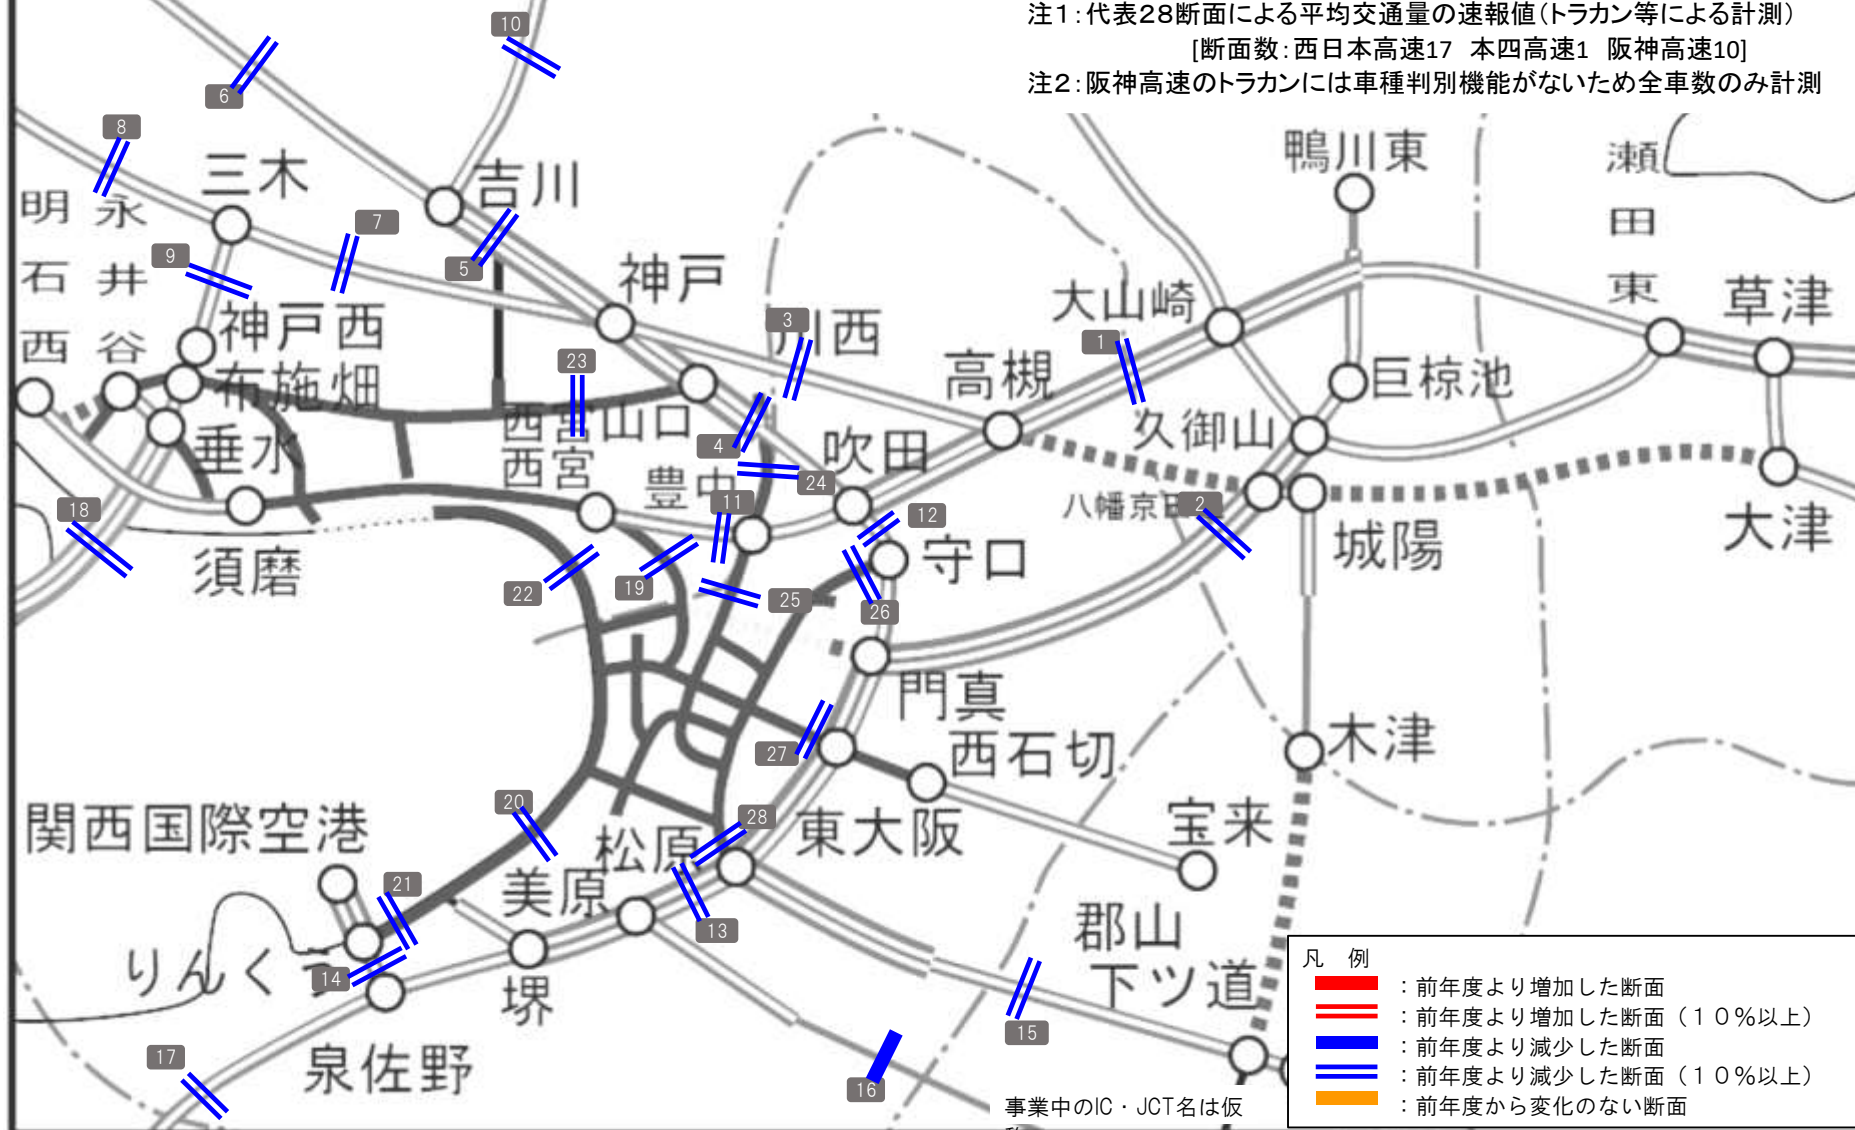 注1：代表28断面による平均交通量の速報値（トラカン等による計測）
[断面数：西日本高速17 本四高速1 阪神高速10]
注2：阪神高速のトラカンには車種判別機能がないため全車数のみ計測
10
6
8
三木
吉川
鴨川東
瀬田東
明石西
永井谷
7
9
5
神戸
大山崎
草津
神戸西
3
川西
1
23
高槻
巨椋池
布施畑
西宮山口
久御山
垂水
西宮
4
吹田
豊中
24
18
11
12
八幡京田
2
大津
須磨
守口
城陽
22
19
25
26
門真
27
西石切
木津
関西国際空港
20
松原
28
東大阪
宝来
21
美原
13
郡山
下ツ道
りんくう
14
堺
15
17
泉佐野
16
事業中のIC・JCT名は仮
凡 例
：前年度より増加した断面
：前年度より増加した断面（１０％以上）
：前年度より減少した断面
：前年度より減少した断面（１０％以上）
：前年度から変化のない断面